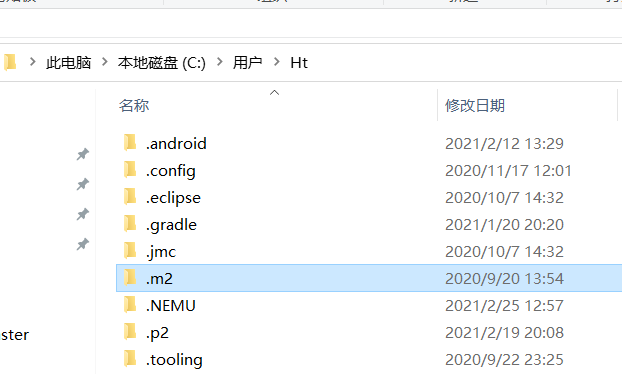 此电脑 > 本地磁盘 (C:) > 用户 > Ht
名称 修改日期
.android 2021/2/12 13:29
.config 2020/11/17 12:01
.eclipse 2020/10/7 14:32
.gradle 2021/1/20 20:20
.jmc 2020/10/7 14:32
.m2 2020/9/20 13:54
.NEMU 2021/2/25 12:57
ster .p2 2021/2/19 20:08
.tooling 2020/9/22 23:25